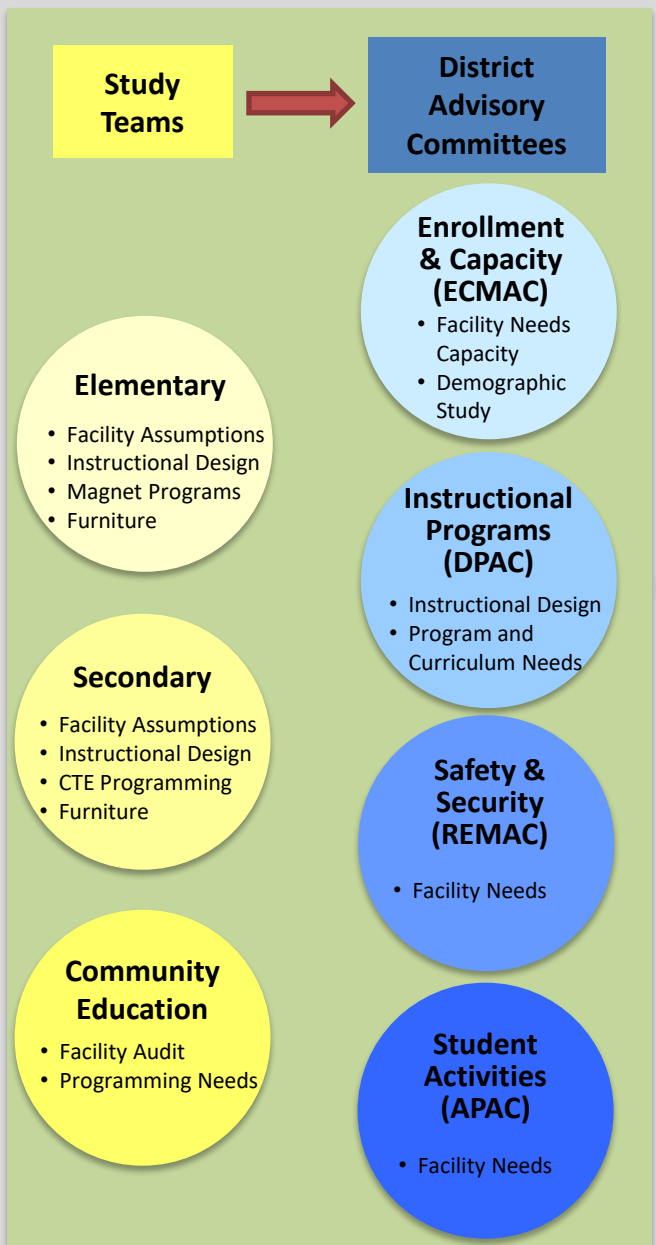 Study
Teams
District
Advisory
Committees
Elementary
• Facility Assumptions
• Instructional Design
• Magnet Programs
• Furniture
Secondary
• Facility Assumptions
• Instructional Design
• CTE Programming
• Furniture
Community
Education
• Facility Audit
• Programming Needs
Enrollment
& Capacity
(ECMAC)
• Facility Needs
Capacity
• Demographic
Study
Instructional
Programs
(DPAC)
• Instructional Design
• Program and
Curriculum Needs
Safety &
Security
(REMAC)
• Facility Needs
Student
Activities
(APAC)
• Facility Needs